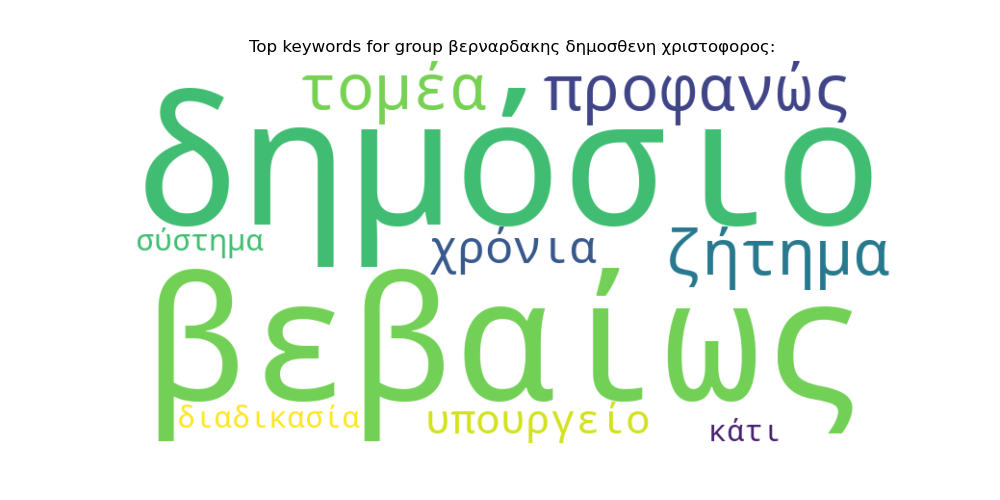 Top keywords for group βερναρδακης δημοσθενη χριστοφορος:
τομέα προφανώς
δημόσιο
σύστημα χρόνια ζήτημα
βεβαίως
διαδικασία υπουργείο κάτι